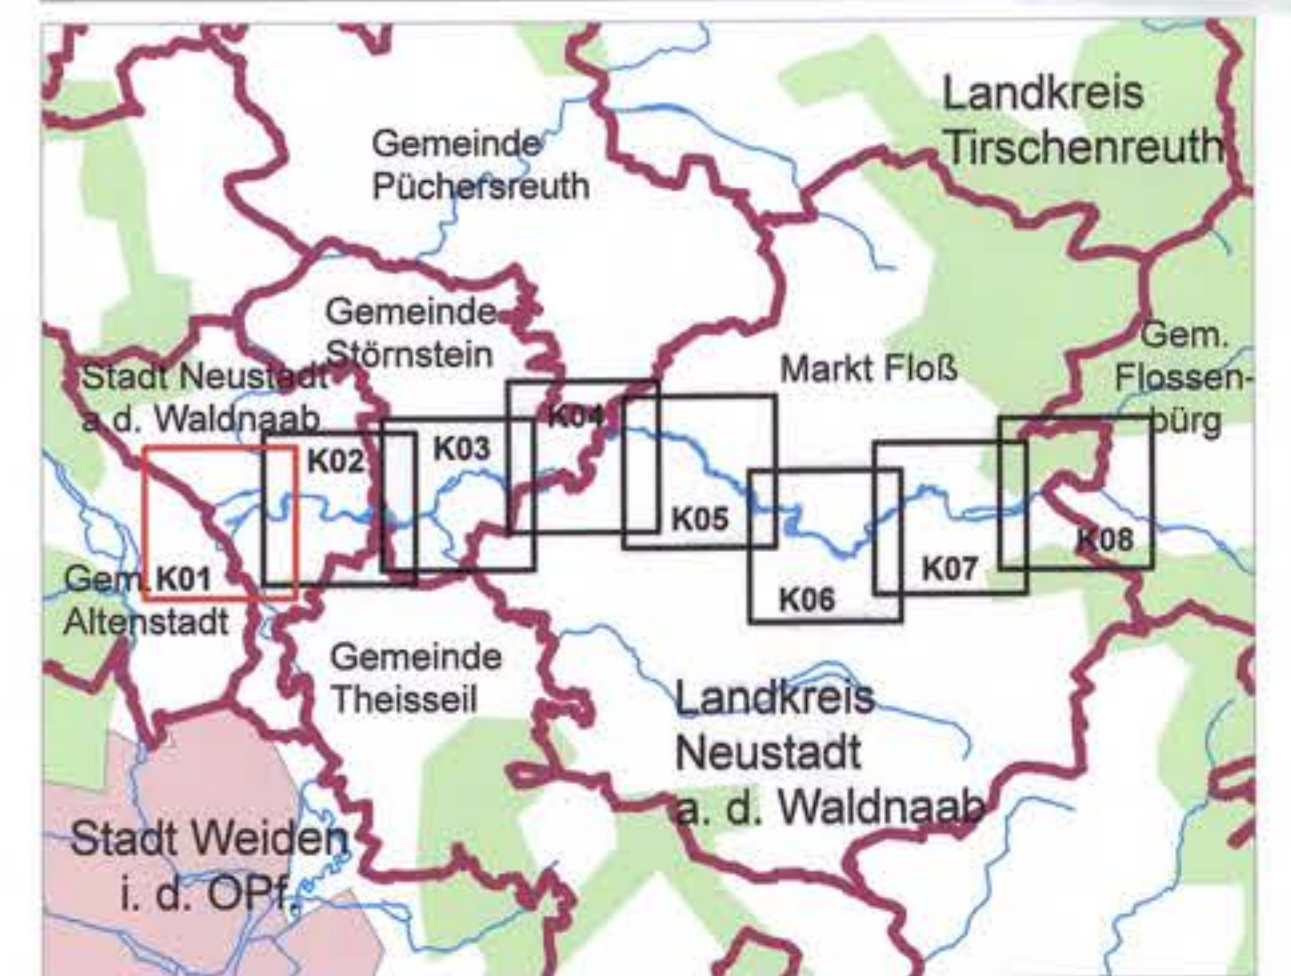 Landkreis
Tirschenreuth
Gemeinde
Püchersreuth
Gemeinde
Störnstein
Markt Floß
Gem.
Flossen-
bürg
Stadt Neustadt
a.d. Waldnaab
K04
K03
K02
K05
K08
K07
K06
K01
Gem.
Altenstadt
Gemeinde
Theisseil
Landkreis
Neustadt
a. d. Waldnaab
Stadt Weiden
i. d. OPf.